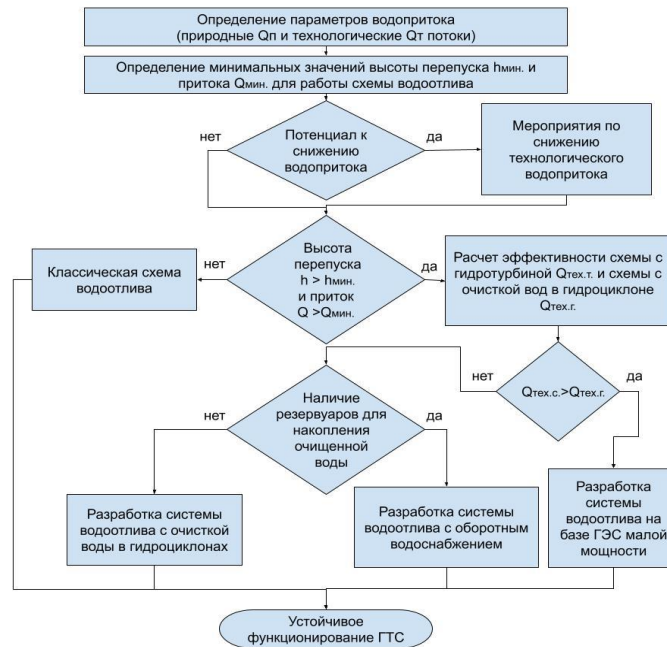 Определение параметров водопритока
(природные Qп и технологические Qт потоки)
Определение минимальных значений высоты перепуска hмин. и
притока Qмин. для работы схемы водоотлива
нет
Потенциал к
снижению
водопритока
да
Мероприятия по
снижению
технологического
водопритока
Классическая схема
водоотлива
нет
Высота
перепуска
h > hмин.
и приток
Q >Qмин.
да
Расчет эффективности схемы с
гидротурбиной Qтех.т. и схемы с
очисткой вод в гидроциклоне
Qтех.г.
нет
Qтех.с.>Qтех.г.
да
нет
Наличие
резервуаров для
накопления
очищенной
воды
да
Разработка системы
водоотлива с очисткой
воды в гидроциклонах
Разработка системы
водоотлива с оборотным
водоснабжением
Разработка
системы
водоотлива на
базе ГЭС малой
мощности
Устойчивое
функционирование ГТС